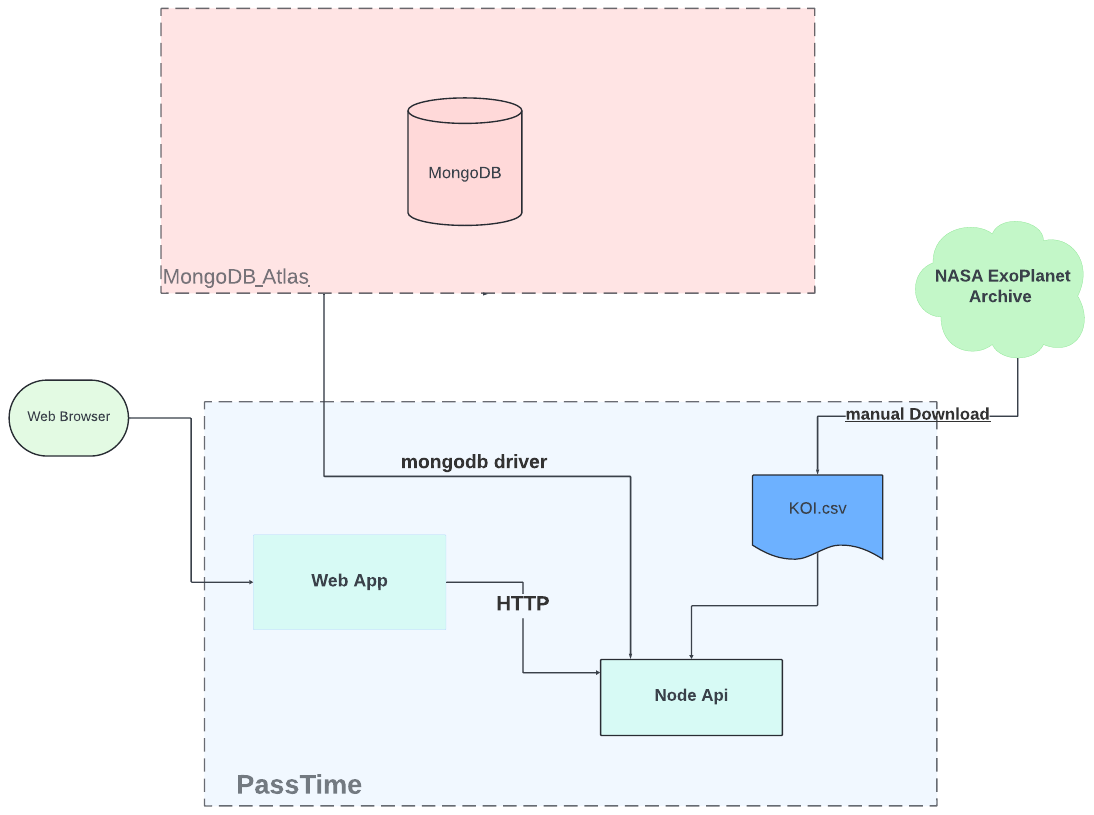 MongoDB
MongoDB_Atlas
NASA ExoPlanet
Archive
Web Browser
manual Download
mongodb driver
KOI.csv
Web App
HTTP
Node Api
PassTime